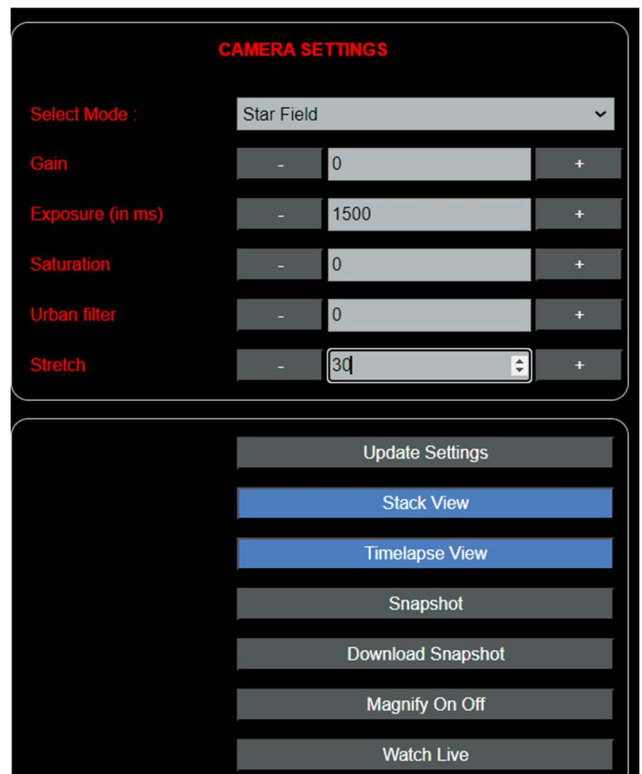 CAMERA SETTINGS
Select Mode : Star Field
Gain - 0 +
Exposure (in ms) - 1500 +
Saturation - 0 +
Urban filter - 0 +
Stretch - 30 +
Update Settings
Stack View
Timelapse View
Snapshot
Download Snapshot
Magnify On Off
Watch Live